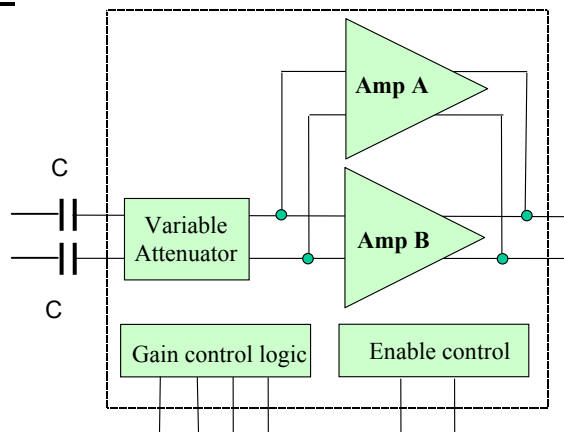 Amp A
C
Variable
Attenuator
Amp B
C
Gain control logic
Enable control